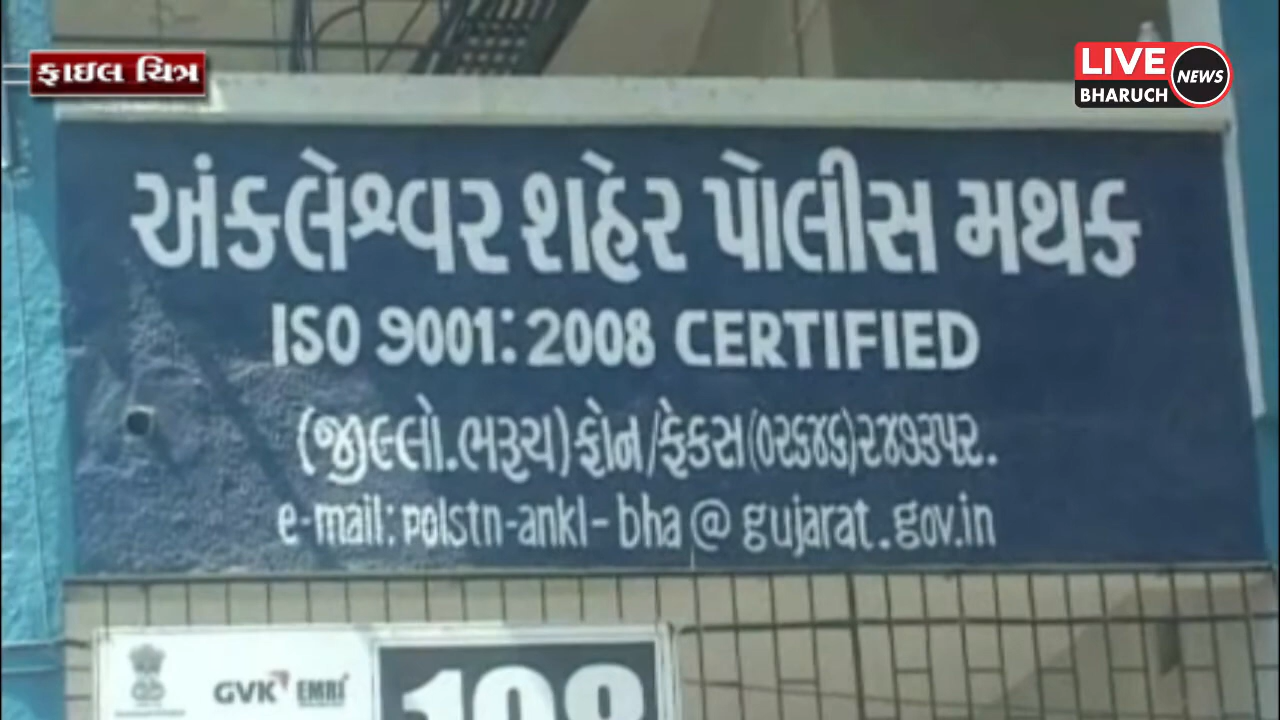 ફાઇલ ચિત્ર
LIVE
BHARUCH
NEWS
અંકલેશ્વર શહેર પોલીસ મથક
ISO 9001:2008 CERTIFIED
(જીલ્લો.ભરૂચ) ફોન/ફેકસ(૦૨૬૪૬)૨૪૭૩૫૨.
e-mail: polstn-ankl-bha@gujarat.gov.in
GVK EMRI
108